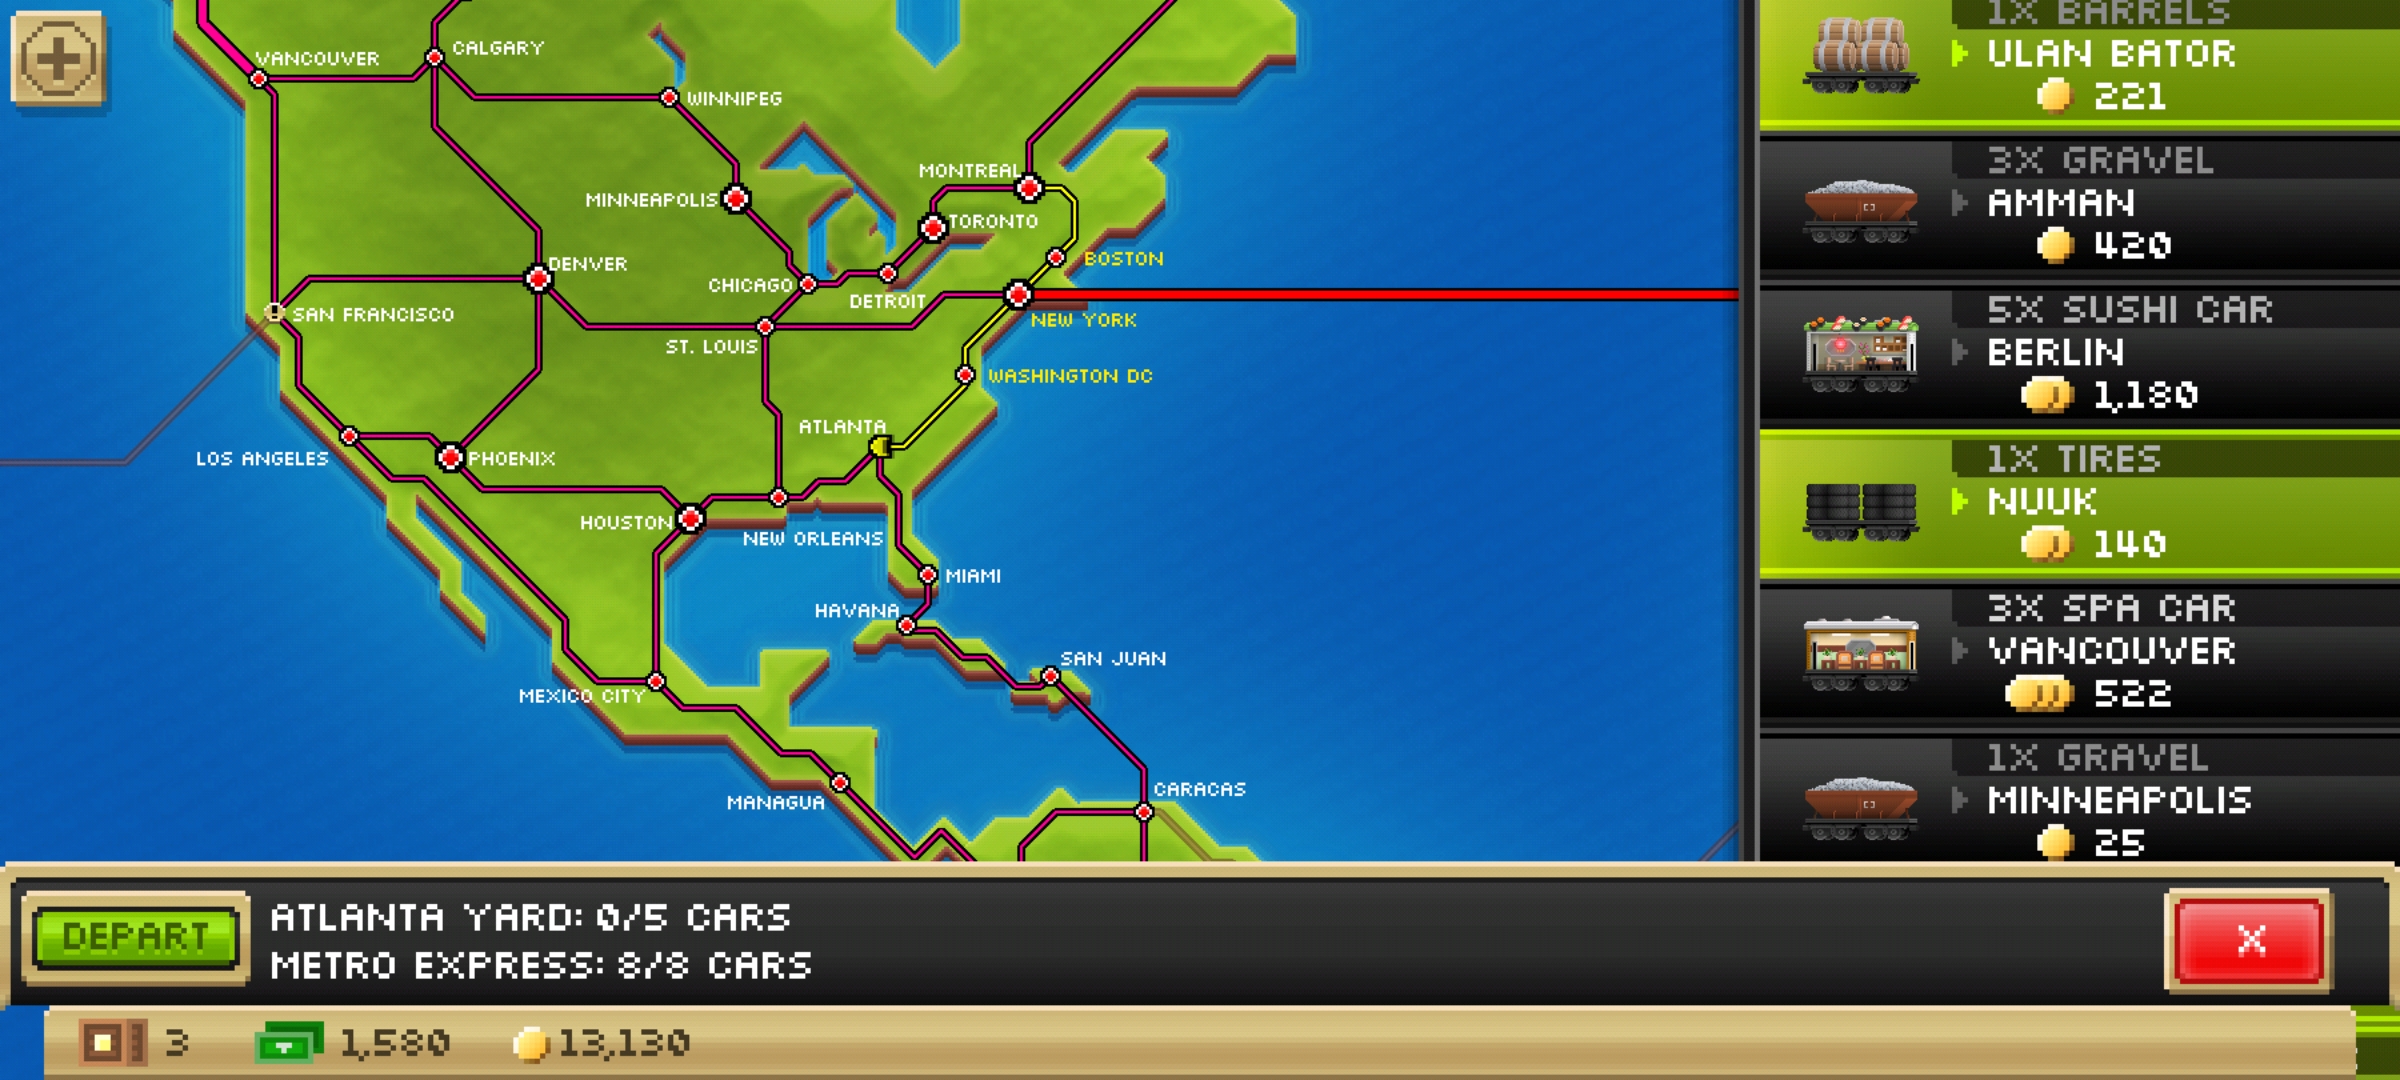 VANCOUVER
CALGARY
WINNIPEG
MONTREAL
MINNEAPOLIS
TORONTO
BOSTON
DENVER
CHICAGO
DETROIT
NEW YORK
SAN FRANCISCO
ST. LOUIS
WASHINGTON DC
ATLANTA
LOS ANGELES
PHOENIX
HOUSTON
NEW ORLEANS
MIAMI
HAVANA
SAN JUAN
MEXICO CITY
CARACAS
MANAGUA
1X BARRELS
ULAN BATOR
221
3X GRAVEL
AMMAN
420
5X SUSHI CAR
BERLIN
1,180
1X TIRES
NUUK
140
3X SPA CAR
VANCOUVER
522
1X GRAVEL
MINNEAPOLIS
25
DEPART
ATLANTA YARD: 0/5 CARS
METRO EXPRESS: 8/8 CARS
X
3
1,580
13,130